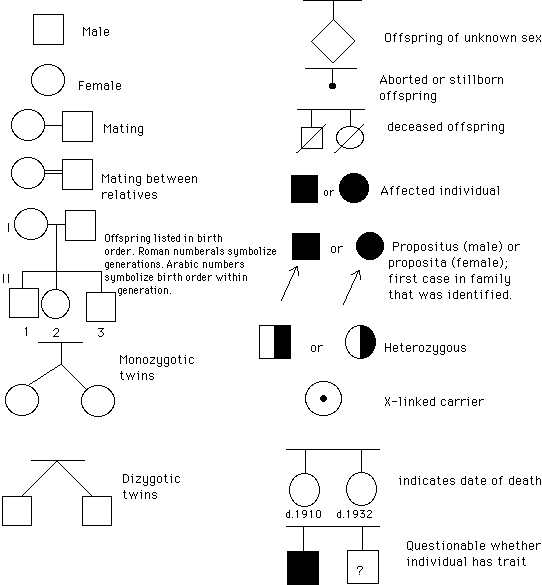 Male
Female
Mating
Mating between
relatives
I
Offspring listed in birth
order. Roman numberals symbolize
generations. Arabic numbers
symbolize birth order within
generation.
II
1 2 3
Monozygotic
twins
Dizygotic
twins
Offspring of unknown sex
Aborted or stillborn
offspring
deceased offspring
or Affected individual
or Propositus (male) or
proposita (female);
first case in family
that was identified.
or Heterozygous
X-linked carrier
indicates date of death
d.1910 d.1932
Questionable whether
individual has trait
?